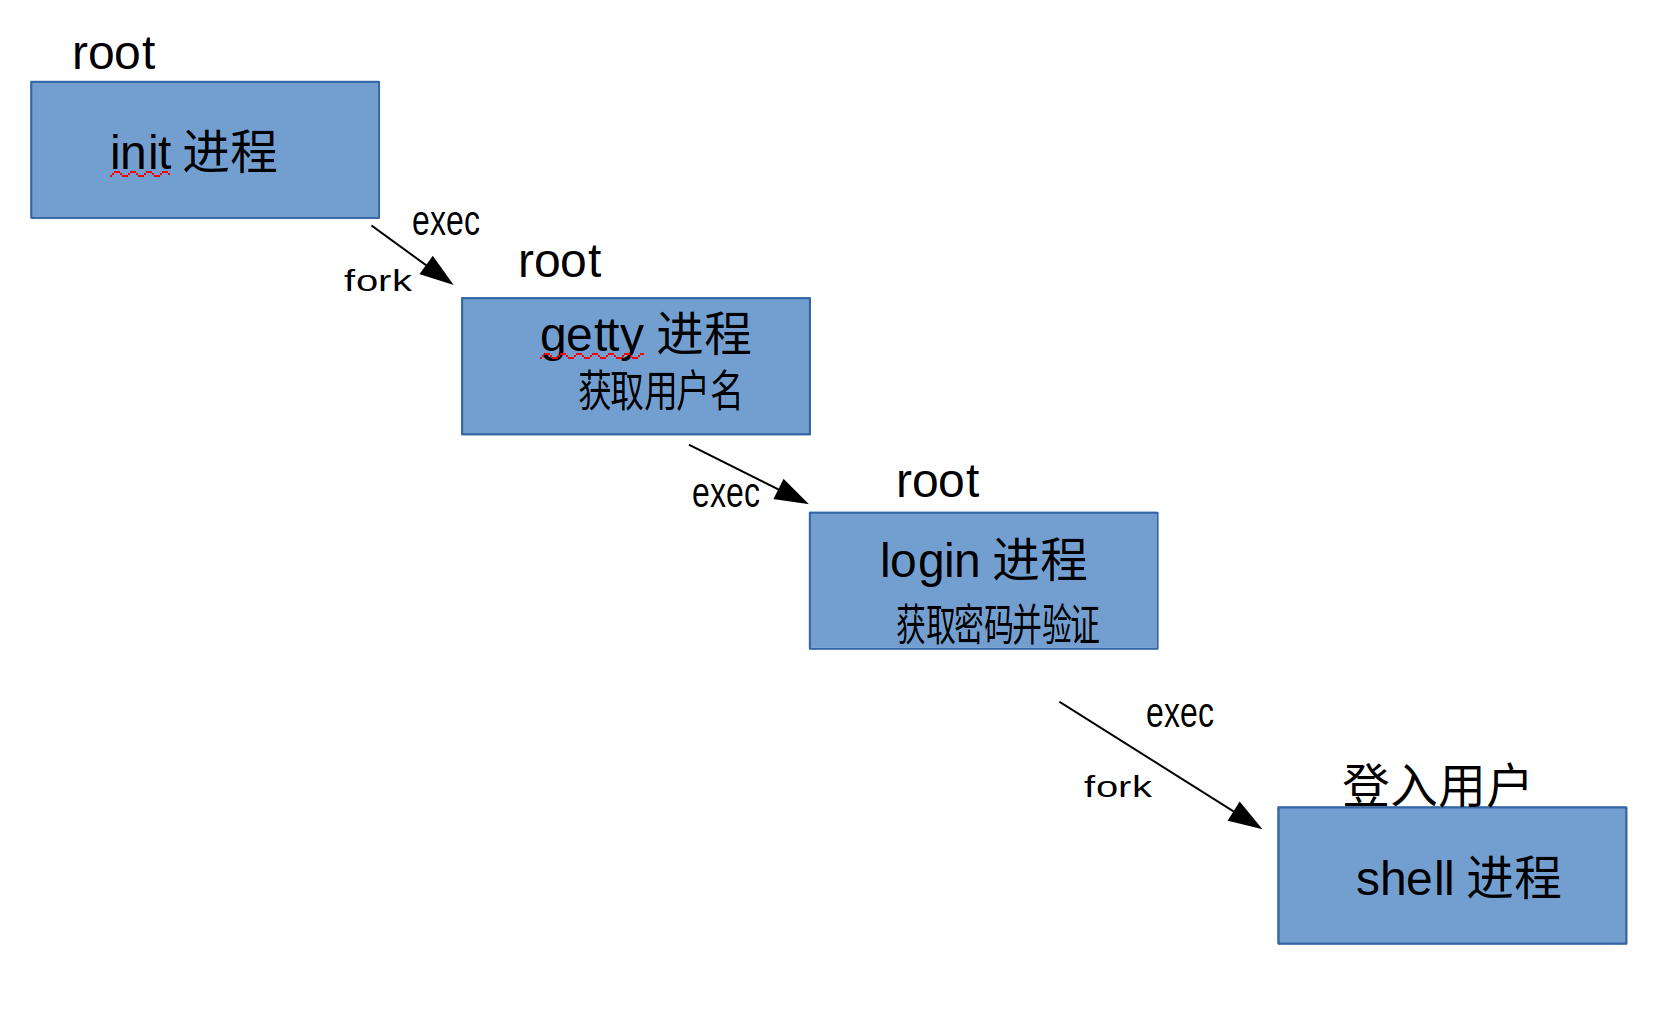 root
init 进程
exec
fork
root
getty 进程
获取用户名
exec
root
login 进程
获取密码并验证
exec
fork
登入用户
shell 进程